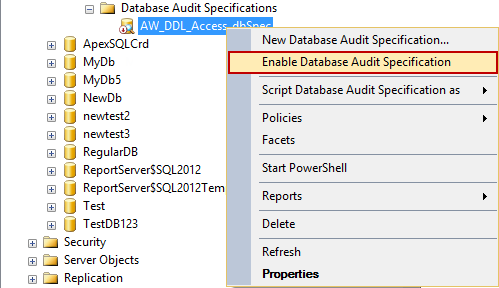 Database Audit Specifications
AW_DDL_Access_dbSpec
ApexSQLCrd
MyDb
MyDb5
NewDb
newtest2
newtest3
RegularDB
ReportServer$SQL2012
ReportServer$SQL2012Tem
Test
TestDB123
Security
Server Objects
Replication
New Database Audit Specification...
Enable Database Audit Specification
Script Database Audit Specification as
Policies
Facets
Start PowerShell
Reports
Delete
Refresh
Properties